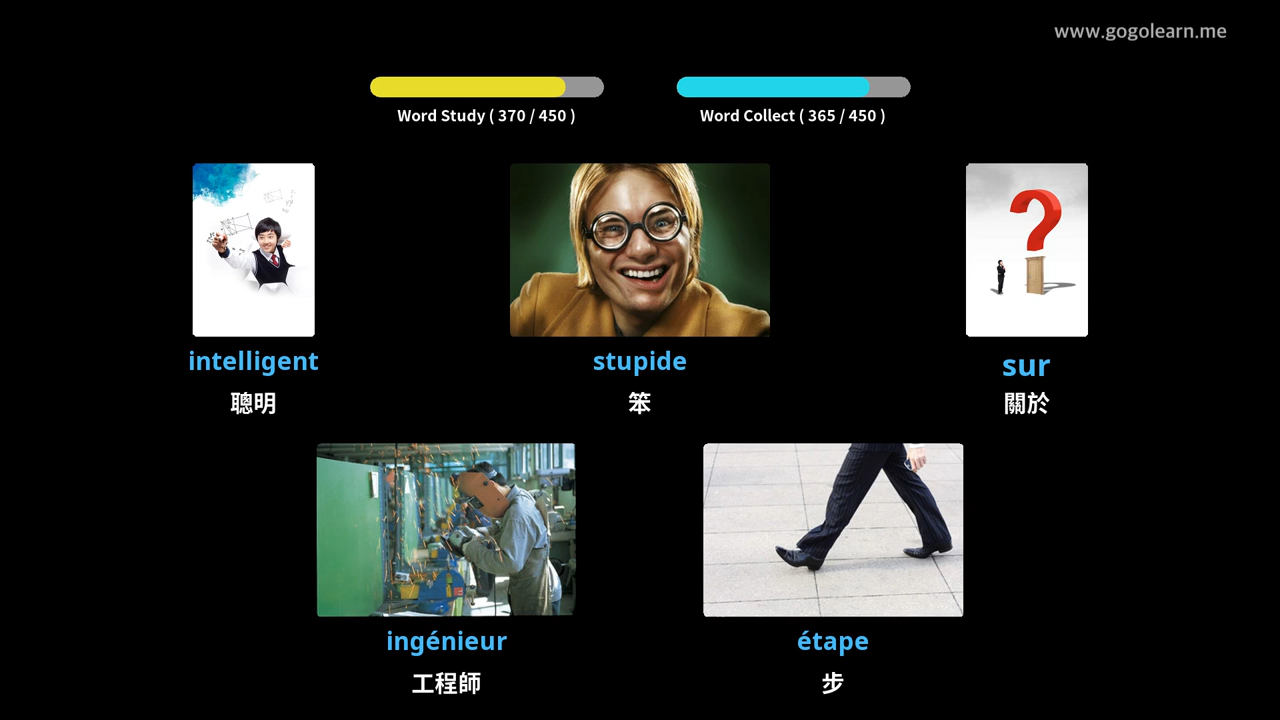 www.gogolearn.me
Word Study ( 370 / 450 )
Word Collect ( 365 / 450 )
intelligent
聰明
stupide
笨
sur
關於
ingénieur
工程師
étape
步